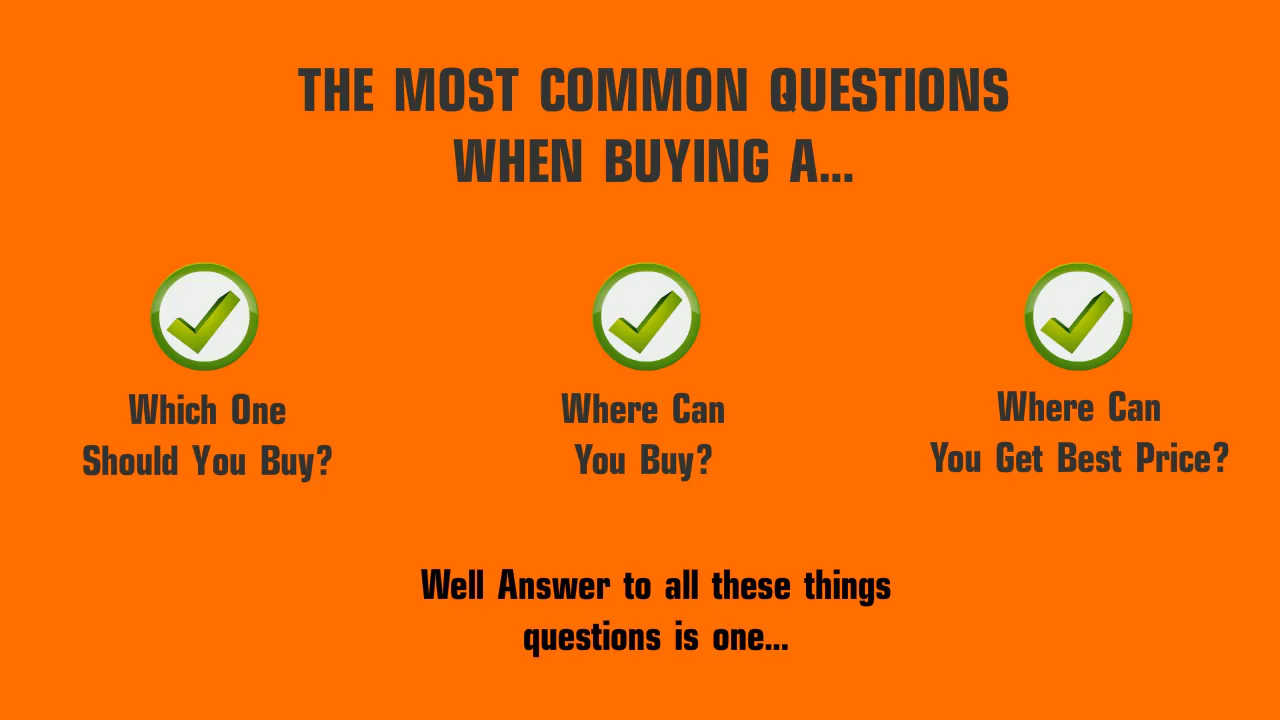 THE MOST COMMON QUESTIONS
WHEN BUYING A...
Which One
Should You Buy?
Where Can
You Buy?
Where Can
You Get Best Price?
Well Answer to all these things
questions is one...